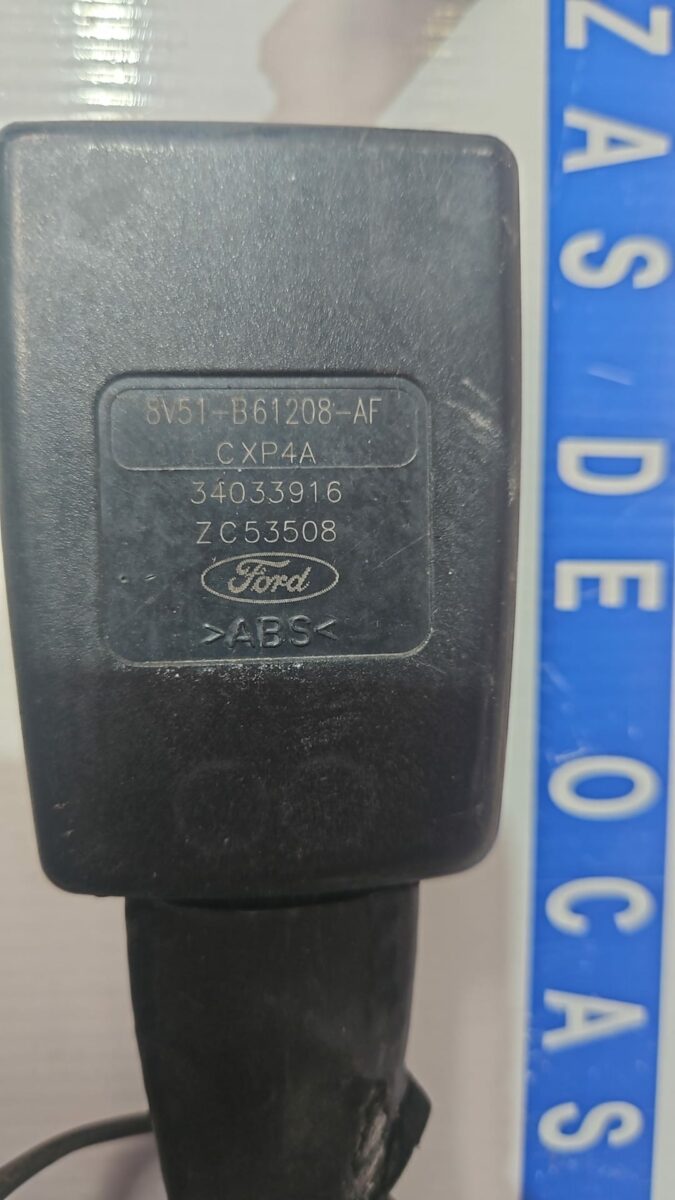 8V51-B61208-AF
CXP4A
34033916
ZC53508
Ford
>ABS<
ZAS DE OCAS